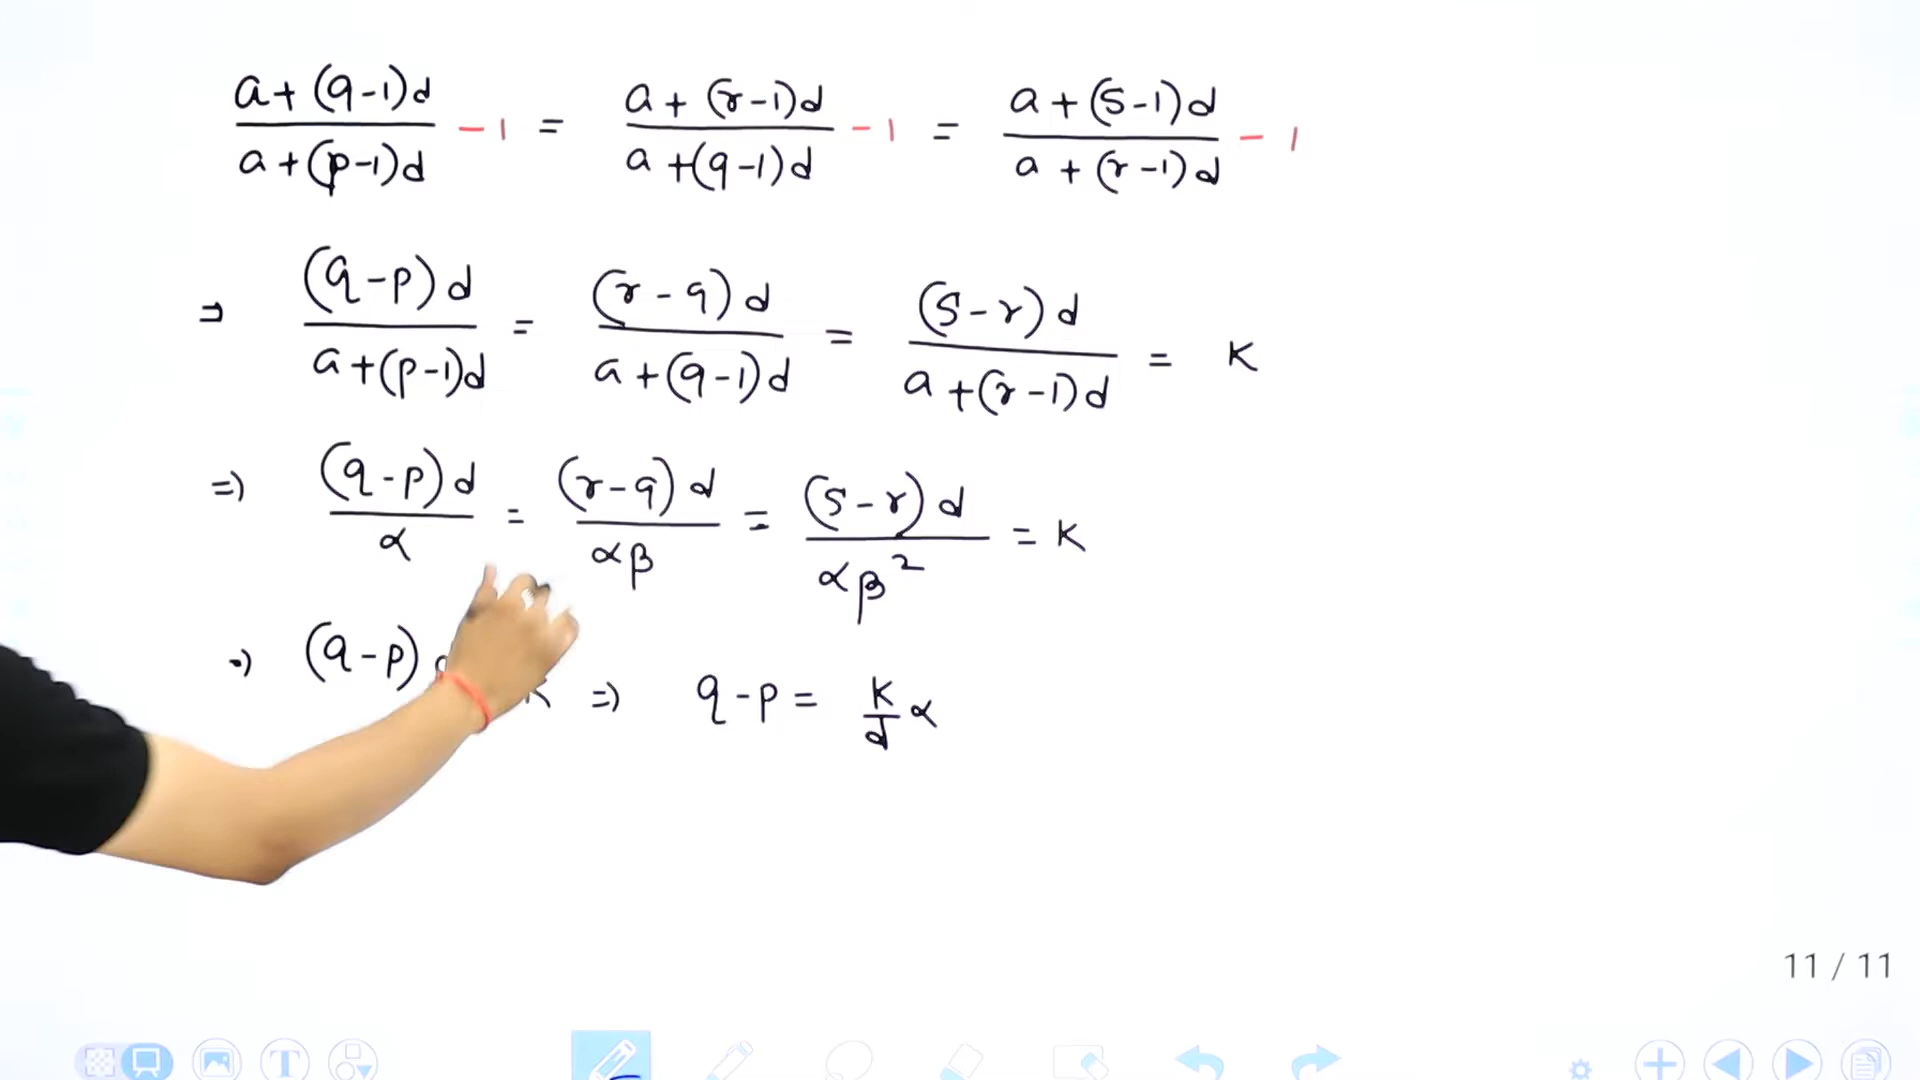 (a+(q-1)d)/(a+(p-1)d) - 1 = (a+(r-1)d)/(a+(q-1)d) - 1 = (a+(s-1)d)/(a+(r-1)d) - 1
⇒ (q-p)d/(a+(p-1)d) = (r-q)d/(a+(q-1)d) = (s-r)d/(a+(r-1)d) = K
⇒ (q-p)d/α = (r-q)d/(αβ) = (s-r)d/(αβ²) = K
⇒ (q-p) ⇒ q-p = (K/d) α
11 / 11
T